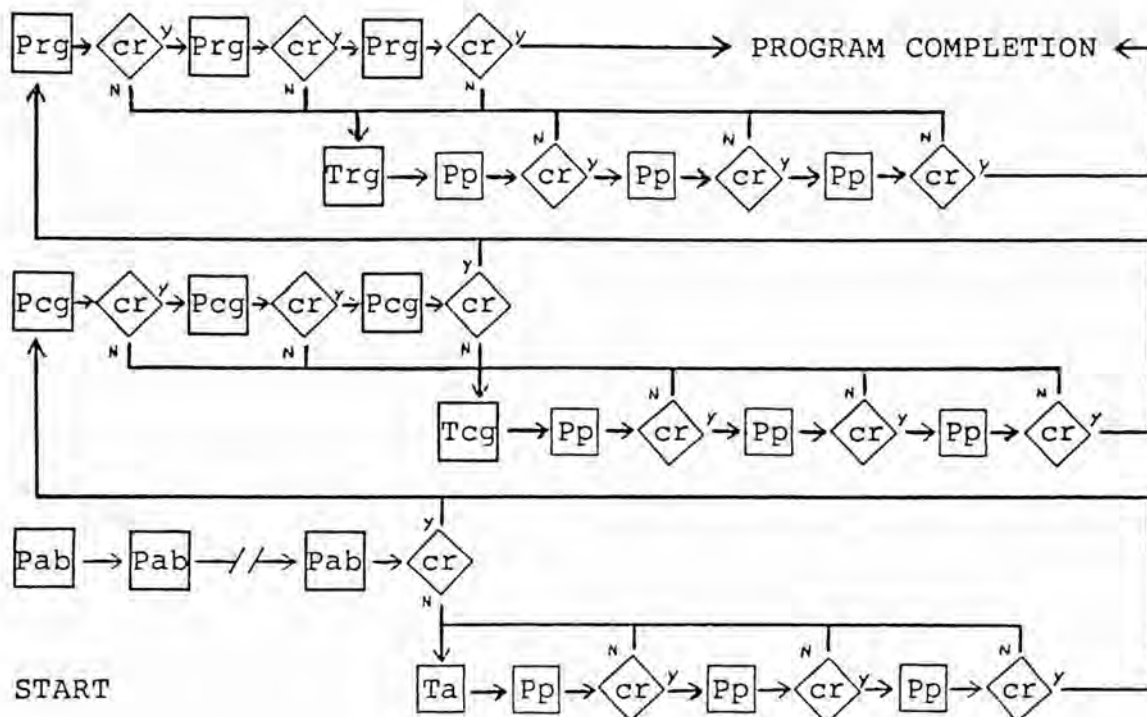 Prg cr y Prg cr y Prg cr y PROGRAM COMPLETION
N N N N N N
Trg Pp cr y Pp cr y Pp cr y
y
Pcg cr y Pcg cr y Pcg cr
N N N N N N
Tcg Pp cr y Pp cr y Pp cr y
y
Pab Pab // Pab cr
N
N N N
START Ta Pp cr y Pp cr y Pp cr y